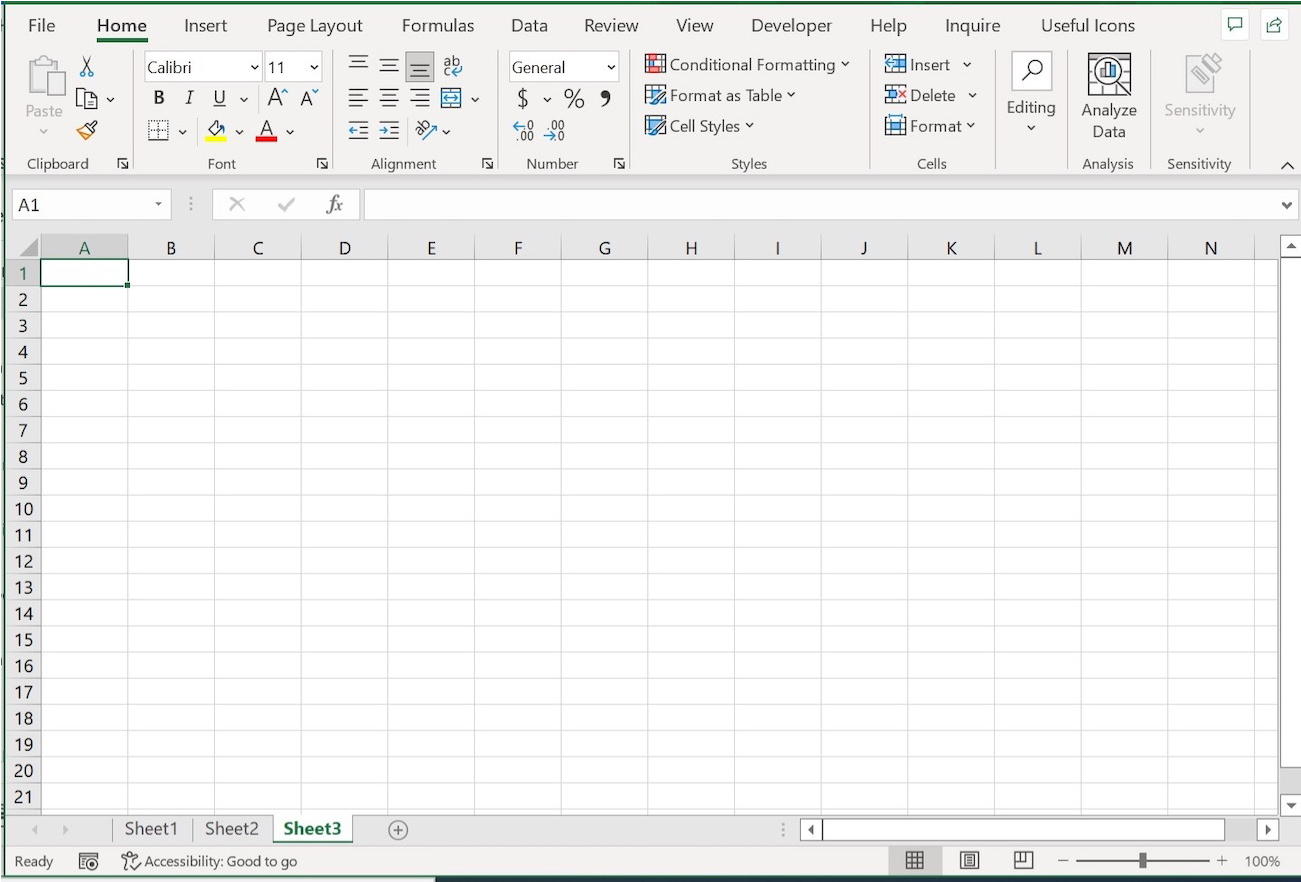 File Home Insert Page Layout Formulas Data Review View Developer Help Inquire Useful Icons
Calibri 11 ab General Conditional Formatting Insert
Paste B I U A A $ % Format as Table Delete Editing Analyze Data Sensitivity
A .00 .00 Cell Styles Format
Clipboard Font Alignment Number Styles Cells Analysis Sensitivity
A1 fx
A B C D E F G H I J K L M N
1
2
3
4
5
6
7
8
9
10
11
12
13
14
15
16
17
18
19
20
21
Sheet1 Sheet2 Sheet3
Ready Accessibility: Good to go 100%